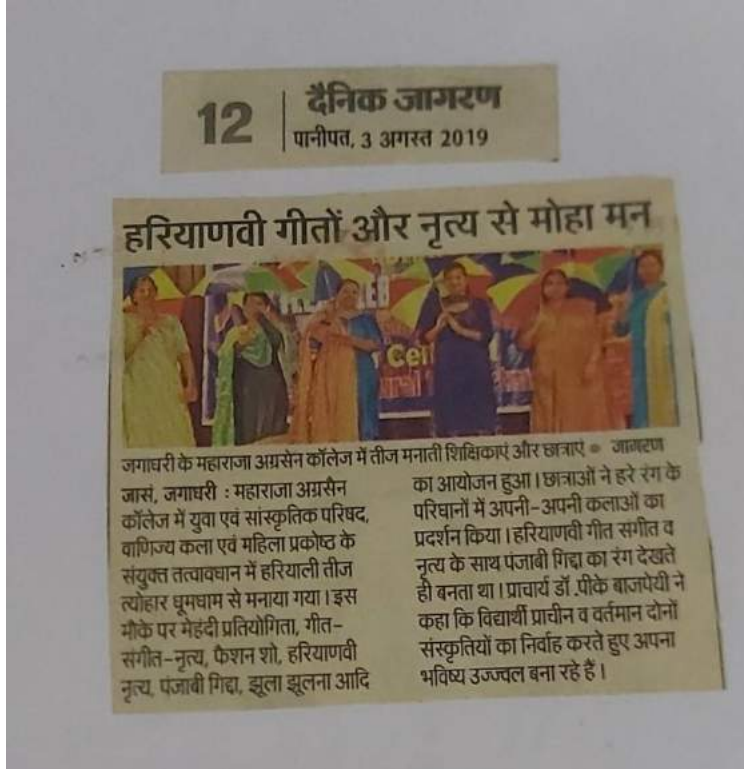 12
दैनिक जागरण
पानीपत, 3 अगस्त 2019
हरियाणवी गीतों और नृत्य से मोहा मन
Cell
जगाधरी के महाराजा अग्रसेन कॉलेज में तीज मनाती शिक्षिकाएं और छात्राएं ● जागरण
जासं, जगाधरी : महाराजा अग्रसैन
कॉलेज में युवा एवं सांस्कृतिक परिषद,
वाणिज्य कला एवं महिला प्रकोष्ठ के
संयुक्त तत्वावधान में हरियाली तीज
त्योहार धूमधाम से मनाया गया। इस
मौके पर मेहंदी प्रतियोगिता, गीत-
संगीत-नृत्य, फैशन शो, हरियाणवी
नृत्य, पंजाबी गिद्दा, झूला झूलना आदि
का आयोजन हुआ। छात्राओं ने हरे रंग के
परिधानों में अपनी-अपनी कलाओं का
प्रदर्शन किया। हरियाणवी गीत संगीत व
नृत्य के साथ पंजाबी गिद्दा का रंग देखते
ही बनता था। प्राचार्य डॉ .पीके बाजपेयी ने
कहा कि विद्यार्थी प्राचीन व वर्तमान दोनों
संस्कृतियों का निर्वाह करते हुए अपना
भविष्य उज्ज्वल बना रहे हैं।